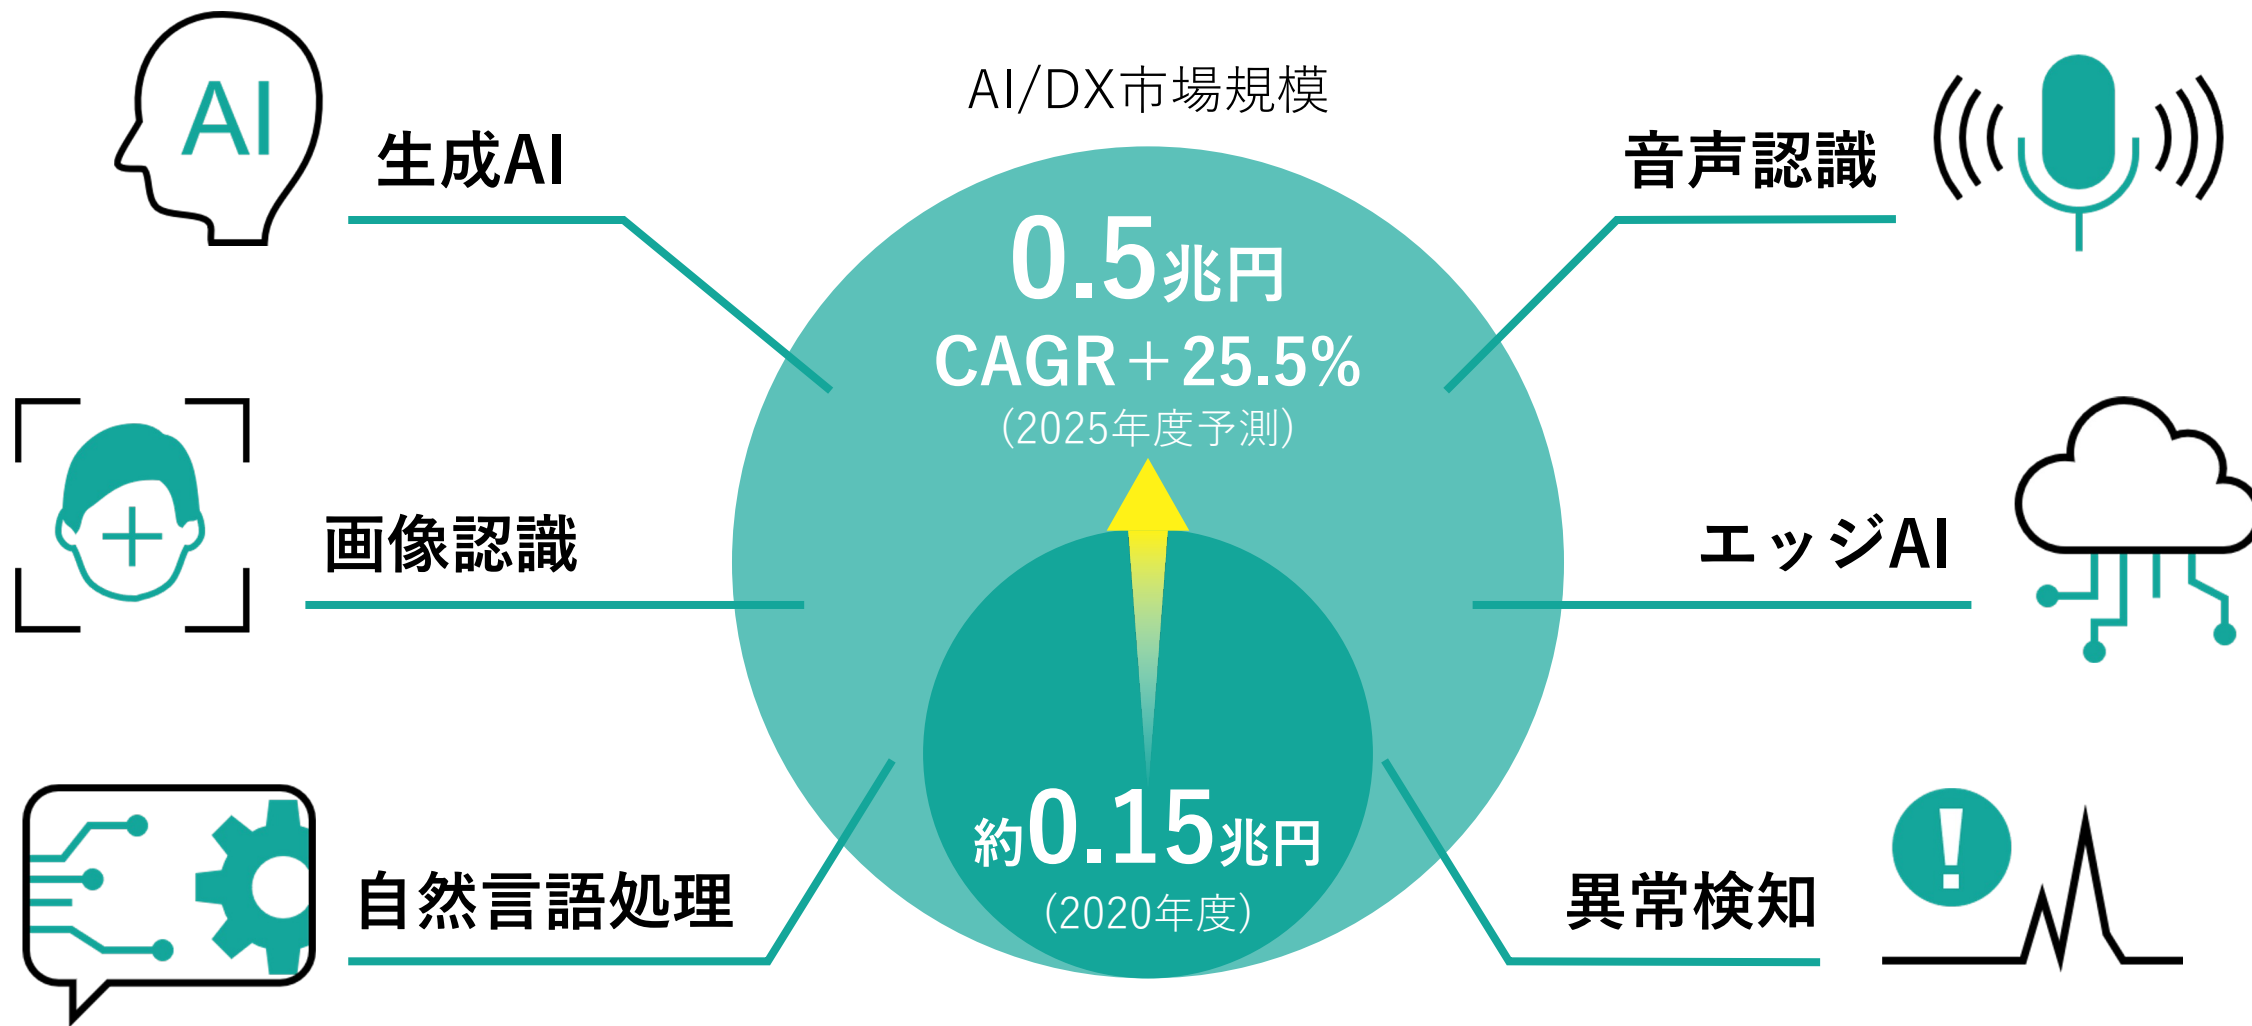 AI/DX市場規模
AI
生成AI
音声認識
0.5兆円
CAGR＋25.5%
(2025年度予測)
画像認識
エッジAI
約0.15兆円
(2020年度)
自然言語処理
異常検知